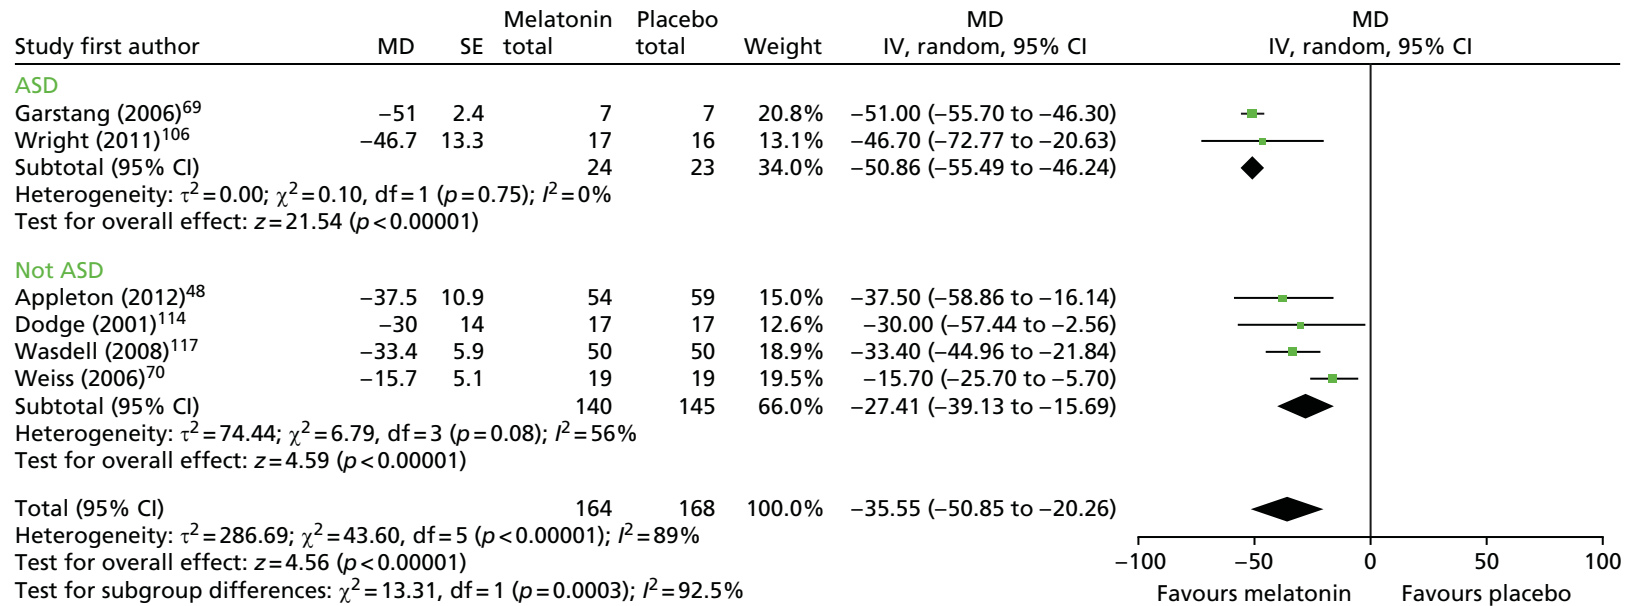 Melatonin Placebo MD MD
Study first author MD SE total total Weight IV, random, 95% CI IV, random, 95% CI
ASD
Garstang (2006)69 −51 2.4 7 7 20.8% −51.00 (−55.70 to −46.30)
Wright (2011)106 −46.7 13.3 17 16 13.1% −46.70 (−72.77 to −20.63)
Subtotal (95% CI) 24 23 34.0% −50.86 (−55.49 to −46.24)
Heterogeneity: τ2=0.00; χ2=0.10, df=1 (p=0.75); I2=0%
Test for overall effect: z=21.54 (p<0.00001)
Not ASD
Appleton (2012)48 −37.5 10.9 54 59 15.0% −37.50 (−58.86 to −16.14)
Dodge (2001)114 −30 14 17 17 12.6% −30.00 (−57.44 to −2.56)
Wasdell (2008)117 −33.4 5.9 50 50 18.9% −33.40 (−44.96 to −21.84)
Weiss (2006)70 −15.7 5.1 19 19 19.5% −15.70 (−25.70 to −5.70)
Subtotal (95% CI) 140 145 66.0% −27.41 (−39.13 to −15.69)
Heterogeneity: τ2=74.44; χ2=6.79, df=3 (p=0.08); I2=56%
Test for overall effect: z=4.59 (p<0.00001)
Total (95% CI) 164 168 100.0% −35.55 (−50.85 to −20.26)
Heterogeneity: τ2=286.69; χ2=43.60, df=5 (p<0.00001); I2=89%
Test for overall effect: z=4.56 (p<0.00001)
Test for subgroup differences: χ2=13.31, df=1 (p=0.0003); I2=92.5%
−100 −50 0 50 100
Favours melatonin Favours placebo